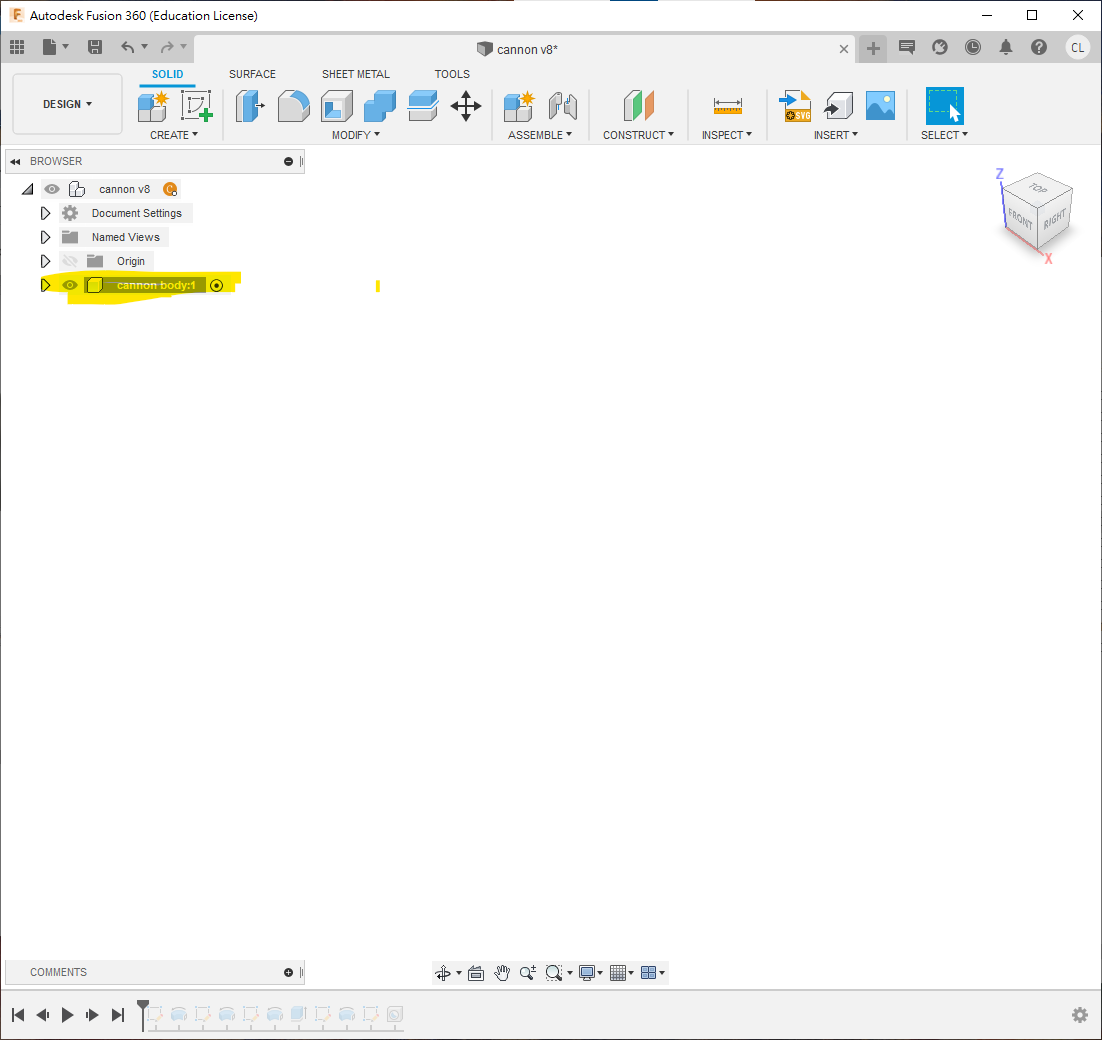 Autodesk Fusion 360 (Education License)
cannon v8*
CL
SOLID SURFACE SHEET METAL TOOLS
DESIGN
SVG
CREATE MODIFY ASSEMBLE CONSTRUCT INSPECT INSERT SELECT
BROWSER
cannon v8
Document Settings
Named Views
Origin
cannon body:1
Z
TOP
FRONT RIGHT
X
COMMENTS